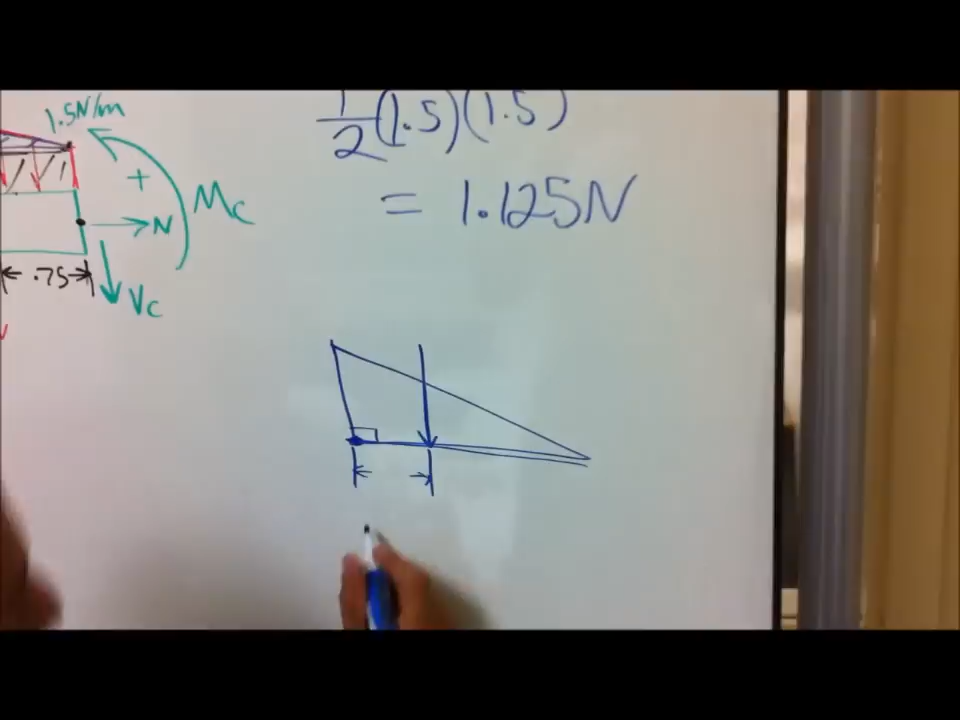 1.5N/m
+
Mc
N
.75
Vc
1/2 (1.5)(1.5)
= 1.125N